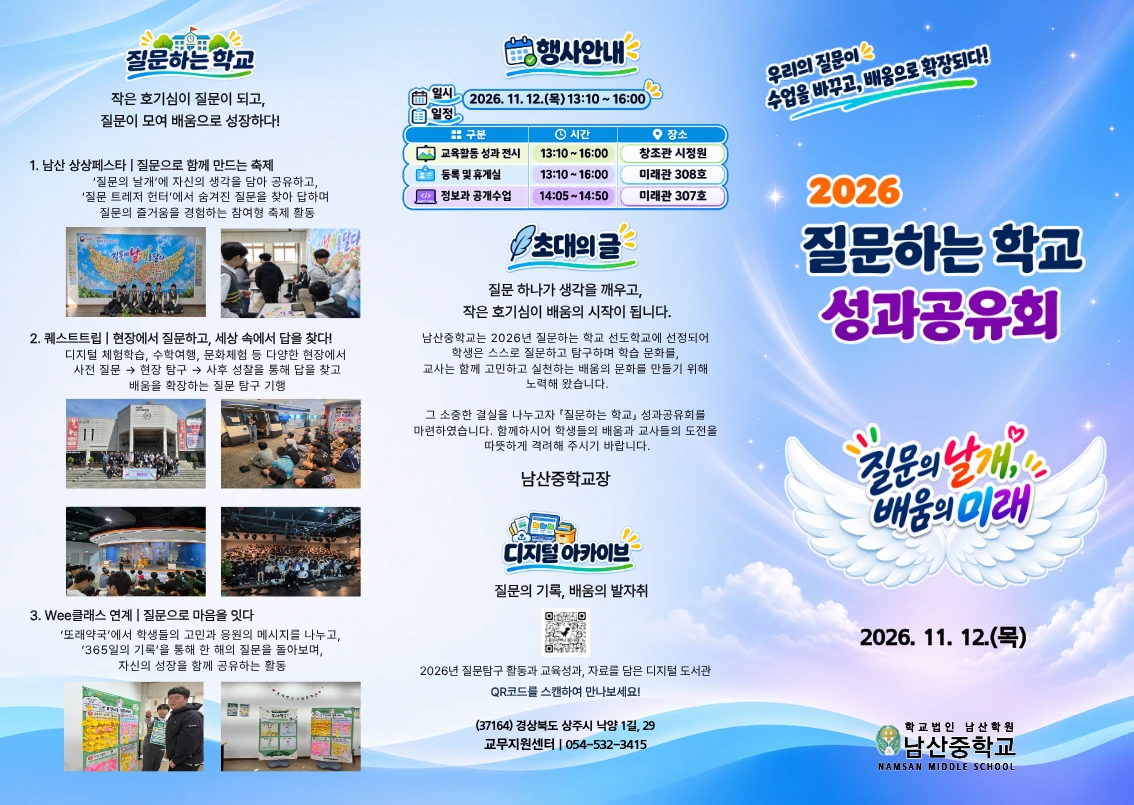 질문하는 학교
작은 호기심이 질문이 되고,
질문이 모여 배움으로 성장하다!
1. 남산 상상페스타 | 질문으로 함께 만드는 축제
‘질문의 날개’에 자신의 생각을 담아 공유하고,
‘질문 트레저 헌터’에서 숨겨진 질문을 찾아 답하며
질문의 즐거움을 경험하는 참여형 축제 활동
2. 퀘스트트립 | 현장에서 질문하고, 세상 속에서 답을 찾다!
디지털 체험학습, 수학여행, 문화체험 등 다양한 현장에서
사전 질문 → 현장 탐구 → 사후 성찰을 통해 답을 찾고
배움을 확장하는 질문 탐구 기행
3. Wee클래스 연계 | 질문으로 마음을 잇다
‘또래약국’에서 학생들의 고민과 응원의 메시지를 나누고,
‘365일의 기록’을 통해 한 해의 질문을 돌아보며,
자신의 성장을 함께 공유하는 활동
행사안내
일시
2026. 11. 12.(목) 13:10 ~ 16:00
일정
구분 시간 장소
교육활동 성과 전시 13:10 ~ 16:00 창조관 시정원
등록 및 휴게실 13:10 ~ 16:00 미래관 308호
정보과 공개수업 14:05 ~ 14:50 미래관 307호
초대의 글
질문 하나가 생각을 깨우고,
작은 호기심이 배움의 시작이 됩니다.
남산중학교는 2026년 질문하는 학교 선도학교에 선정되어
학생은 스스로 질문하고 탐구하며 학습 문화를,
교사는 함께 고민하고 실천하는 배움의 문화를 만들기 위해
노력해 왔습니다.
그 소중한 결실을 나누고자 「질문하는 학교」 성과공유회를
마련하였습니다. 함께하시어 학생들의 배움과 교사들의 도전을
따뜻하게 격려해 주시기 바랍니다.
남산중학교장
디지털 아카이브
질문의 기록, 배움의 발자취
2026년 질문탐구 활동과 교육성과, 자료를 담은 디지털 도서관
QR코드를 스캔하여 만나보세요!
(37164) 경상북도 상주시 낙양 1길, 29
교무지원센터 | 054-532-3415
우리의 질문이
수업을 바꾸고, 배움으로 확장되다!
2026
질문하는 학교
성과공유회
질문의 날개,
배움의 미래
2026. 11. 12.(목)
학교법인 남산학원
남산중학교
NAMSAN MIDDLE SCHOOL